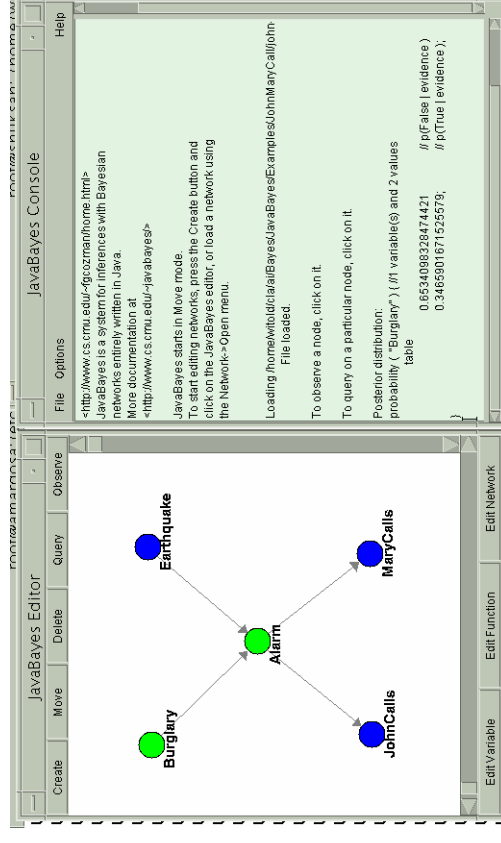 JavaBayes Editor
Create Move Delete Query Observe
Burglary
Earthquake
Alarm
JohnCalls
MaryCalls
Edit Variable Edit Function Edit Network
JavaBayes Console
File Options Help
<http://www.cs.cmu.edu/~fgcozman/home.html>
JavaBayes is a system for inferences with Bayesian
networks entirely written in Java.
More documentation at
<http://www.cs.cmu.edu/~javabayes/>
JavaBayes starts in Move mode.
To start editing networks, press the Create button and
click on the JavaBayes editor, or load a network using
the Network->Open menu.
Loading /home/witold/cla/ai/Bayes/JavaBayes/Examples/JohnMaryCall/john-
File loaded.
To observe a node, click on it.
To query on a particular node, click on it.
Posterior distribution:
probability ( "Burglary" ) { //1 variable(s) and 2 values
table
0.6534098328474421 // p(False | evidence )
0.3465901671525579; // p(True | evidence );
}